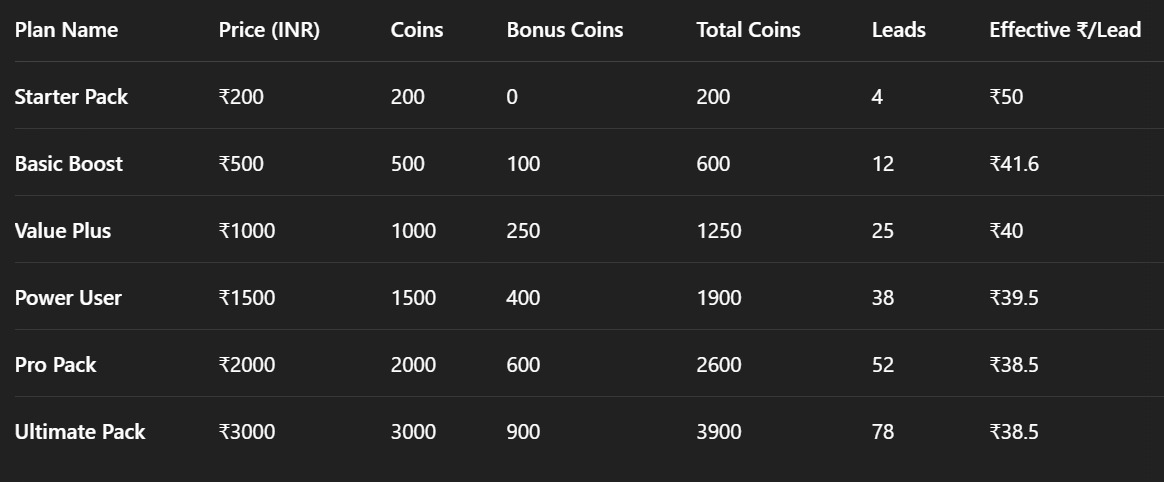 Plan Name Price (INR) Coins Bonus Coins Total Coins Leads Effective ₹/Lead
Starter Pack ₹200 200 0 200 4 ₹50
Basic Boost ₹500 500 100 600 12 ₹41.6
Value Plus ₹1000 1000 250 1250 25 ₹40
Power User ₹1500 1500 400 1900 38 ₹39.5
Pro Pack ₹2000 2000 600 2600 52 ₹38.5
Ultimate Pack ₹3000 3000 900 3900 78 ₹38.5